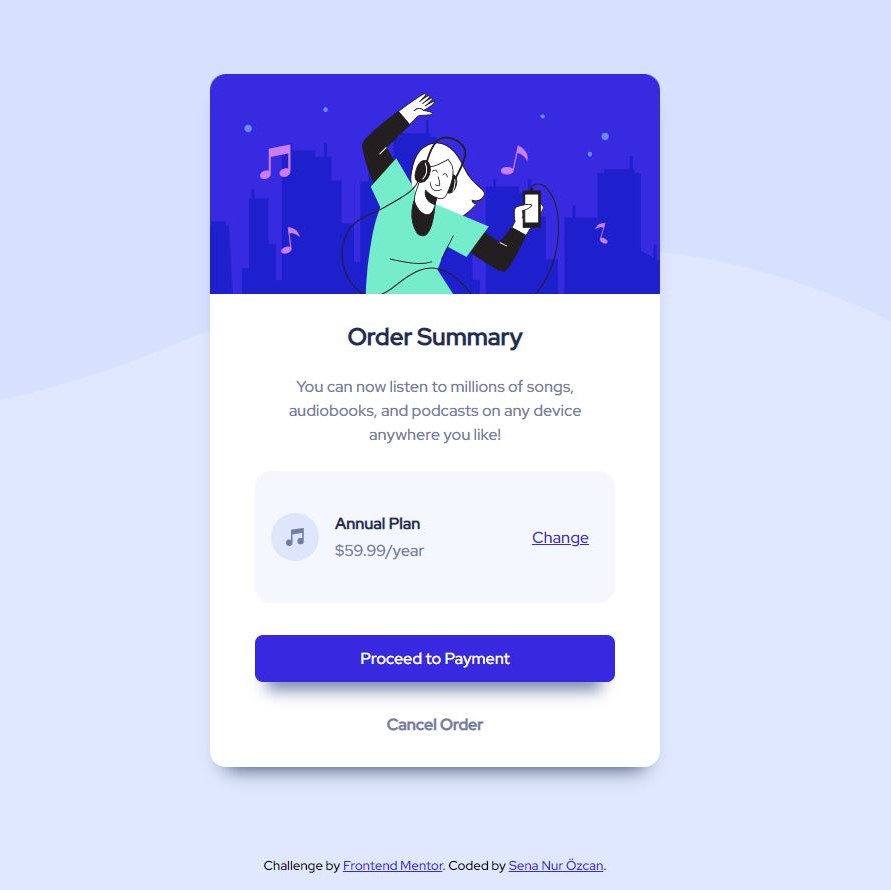 Order Summary
You can now listen to millions of songs,
audiobooks, and podcasts on any device
anywhere you like!
Annual Plan
$59.99/year
Change
Proceed to Payment
Cancel Order
Challenge by Frontend Mentor. Coded by Sena Nur Özcan.